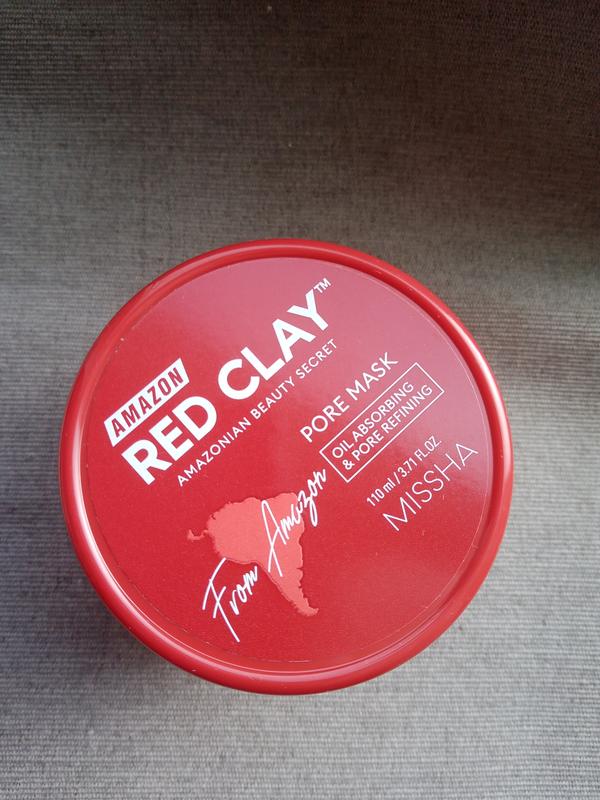 AMAZON
RED CLAY™
AMAZONIAN BEAUTY SECRET
PORE MASK
OIL ABSORBING
& PORE REFINING
110 ml / 3.71 FL.OZ.
MISSHA
From Amazon